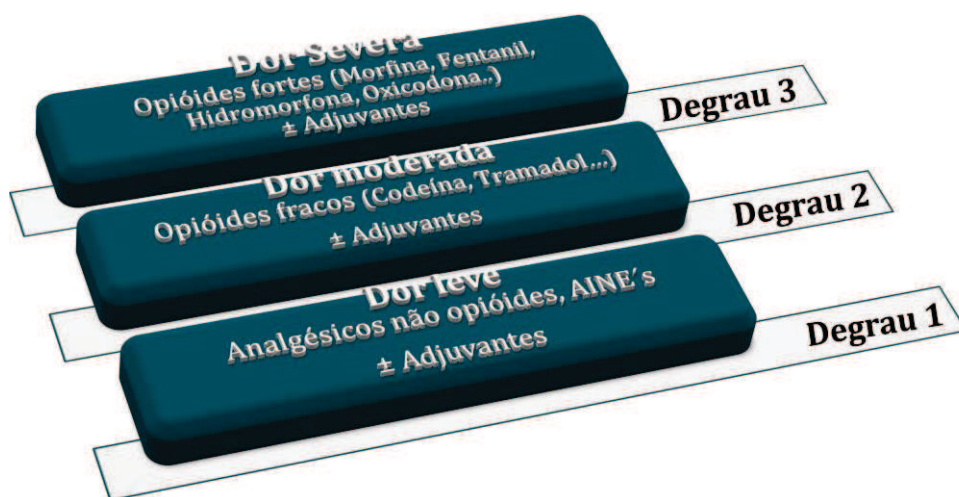 Dor Severa
Opióides fortes (Morfina, Fentanil,
Hidromorfona, Oxicodona..)
± Adjuvantes
Degrau 3
Dor moderada
Opióides fracos (Codeína, Tramadol...)
± Adjuvantes
Degrau 2
Dor leve
Analgésicos não opióides, AINE´s
± Adjuvantes
Degrau 1